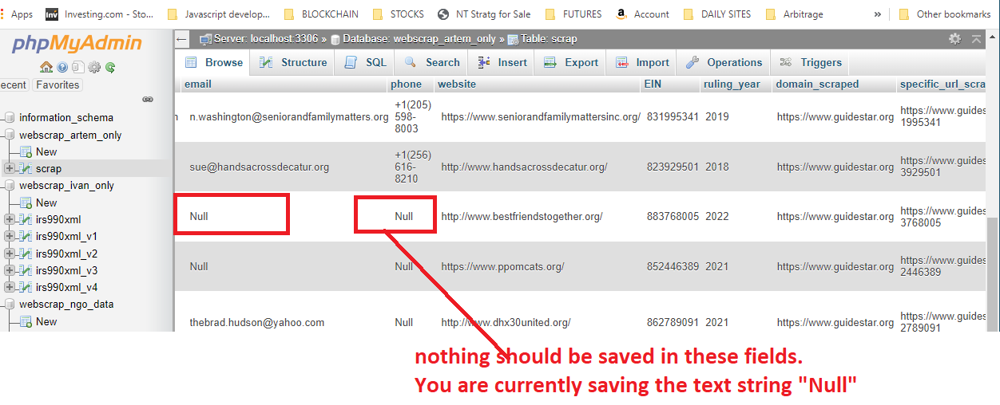 Apps Investing.com - Sto... Javascript develop... BLOCKCHAIN STOCKS NT Stratg for Sale FUTURES Account DAILY SITES Arbitrage » Other bookmarks
phpMyAdmin
ecent Favorites
information_schema
webscrap_artem_only
New
scrap
webscrap_ivan_only
New
irs990xml
irs990xml_v1
irs990xml_v2
irs990xml_v3
irs990xml_v4
webscrap_ngo_data
New
Server: localhost:3306 » Database: webscrap_artem_only » Table: scrap
Browse Structure SQL Search Insert Export Import Operations Triggers
email phone website EIN ruling_year domain_scraped specific_url_scra
n.washington@seniorandfamilymatters.org +1(205) 598-8003 https://www.seniorandfamilymattersinc.org/ 831995341 2019 https://www.guidestar.org https://www.guides 1995341
sue@handsacrossdecatur.org +1(256) 616-8210 http://www.handsacrossdecatur.org/ 823929501 2018 https://www.guidestar.org https://www.guides 3929501
Null Null http://www.bestfriendstogether.org/ 883768005 2022 https://www.guidestar.org https://www.guides 3768005
Null Null https://www.ppomcats.org/ 852446389 2021 https://www.guidestar.org https://www.guides 2446389
thebrad.hudson@yahoo.com Null http://www.dhx30united.org/ 862789091 2021 https://www.guidestar.org https://www.guides 2789091
nothing should be saved in these fields.
You are currently saving the text string "Null"